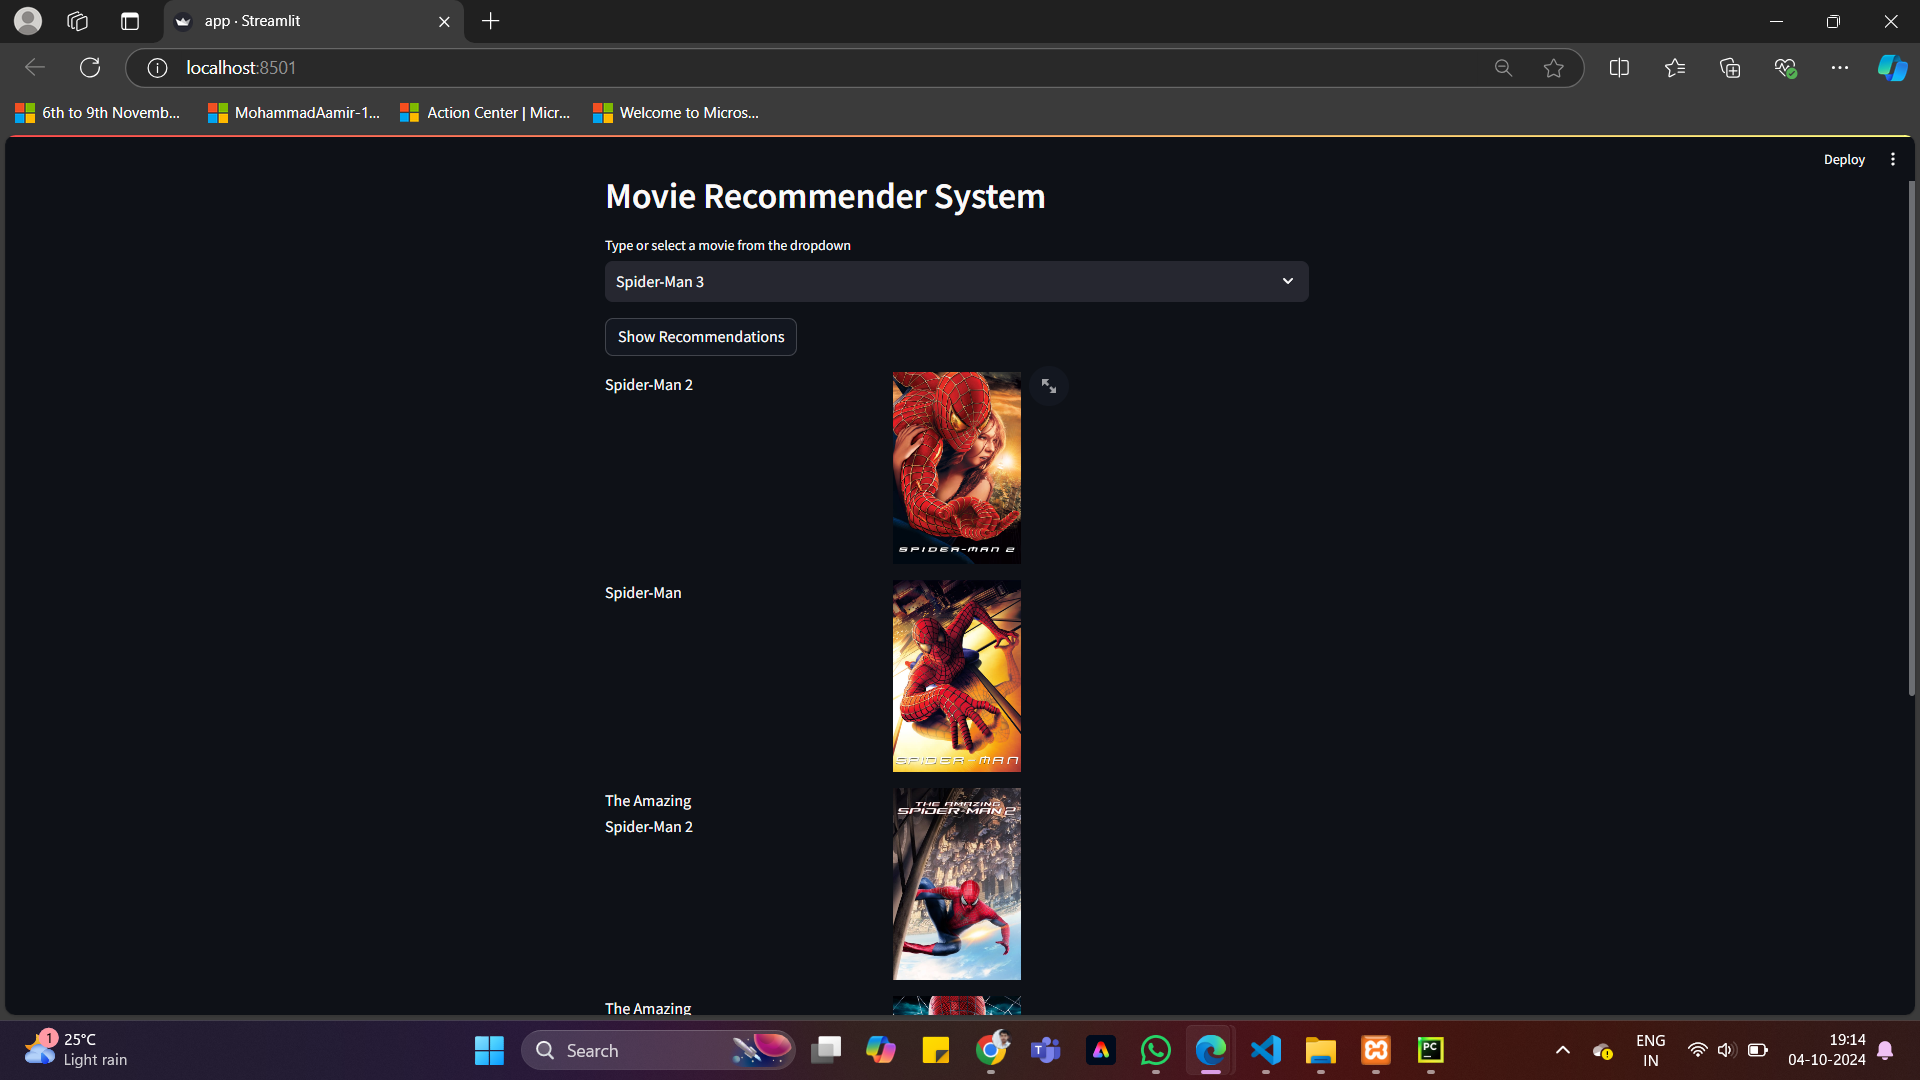 app · Streamlit
localhost:8501
6th to 9th Novemb...
MohammadAamir-1...
Action Center | Micr...
Welcome to Micros...
Deploy
Movie Recommender System
Type or select a movie from the dropdown
Spider-Man 3
Show Recommendations
Spider-Man 2
SPIDER-MAN 2
Spider-Man
SPIDER-MAN
The Amazing
Spider-Man 2
THE AMAZING
SPIDER-MAN 2
The Amazing
1
25°C
Light rain
Search
PC
ENG
IN
19:14
04-10-2024